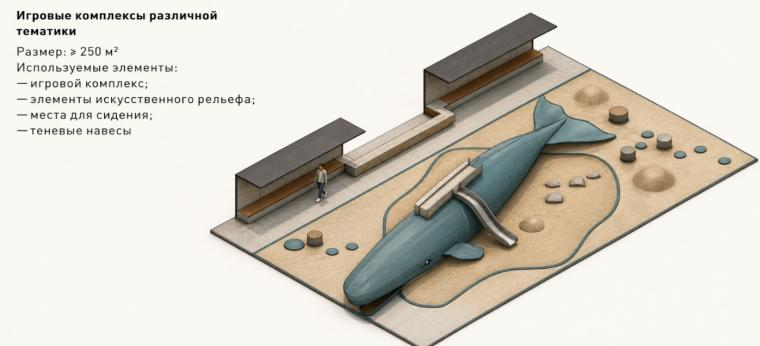 Игровые комплексы различной
тематики
Размер: ≥ 250 м²
Используемые элементы:
— игровой комплекс;
— элементы искусственного рельефа;
— места для сидения;
— теневые навесы